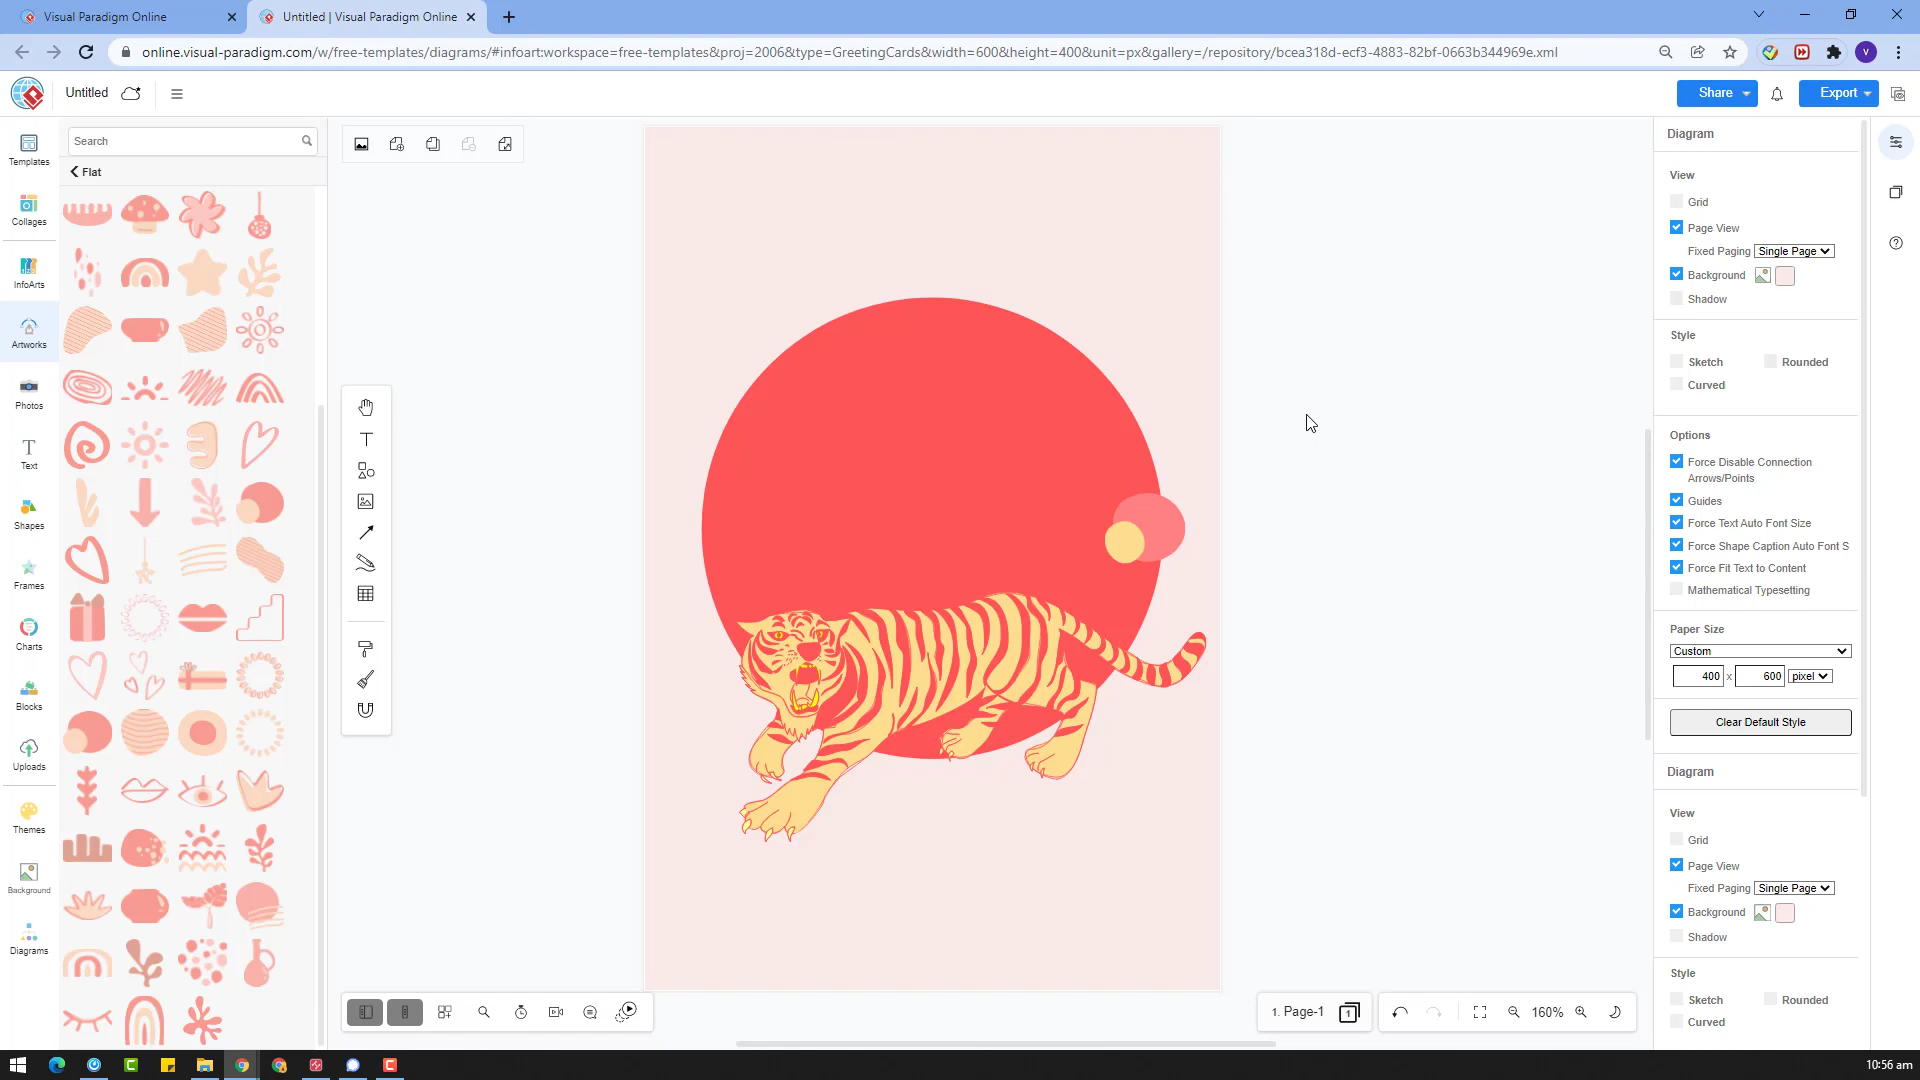 Visual Paradigm Online
Untitled | Visual Paradigm Online
online.visual-paradigm.com/w/free-templates/diagrams/#infoart:workspace=free-templates&proj=2006&type=GreetingCards&width=600&height=400&unit=px&gallery=/repository/bcea318d-ecf3-4883-82bf-0663b344969e.xml
V
Untitled
Share
Export
Templates
Collages
InfoArts
Artworks
Photos
Text
Shapes
Frames
Charts
Blocks
Uploads
Themes
Background
Diagrams
Search
Flat
1. Page-1
1
160%
Diagram
View
Grid
Page View
Fixed Paging Single Page
Background
Shadow
Style
Sketch Rounded
Curved
Options
Force Disable Connection
Arrows/Points
Guides
Force Text Auto Font Size
Force Shape Caption Auto Font S
Force Fit Text to Content
Mathematical Typesetting
Paper Size
Custom
400 x 600 pixel
Clear Default Style
Diagram
View
Grid
Page View
Fixed Paging Single Page
Background
Shadow
Style
Sketch Rounded
Curved
10:56 am